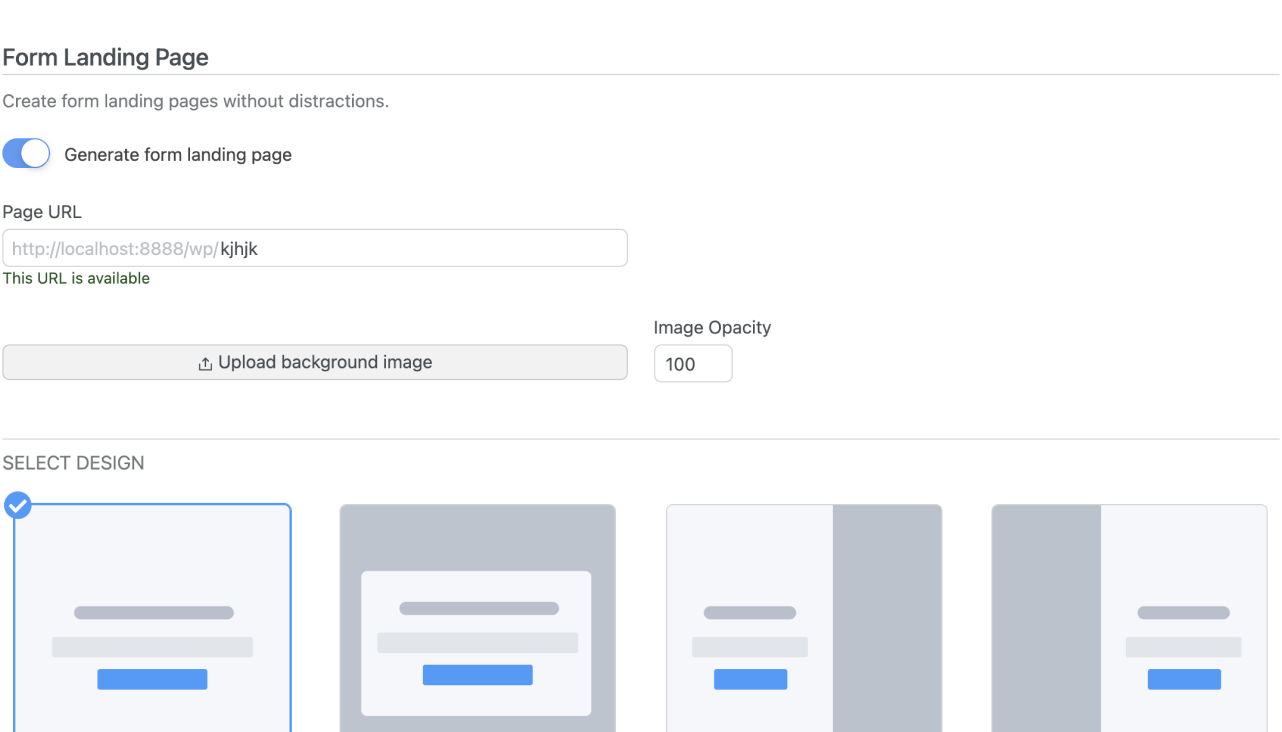 Form Landing Page
Create form landing pages without distractions.
Generate form landing page
Page URL
http://localhost:8888/wp/kjhjk
This URL is available
Image Opacity
Upload background image
100
SELECT DESIGN